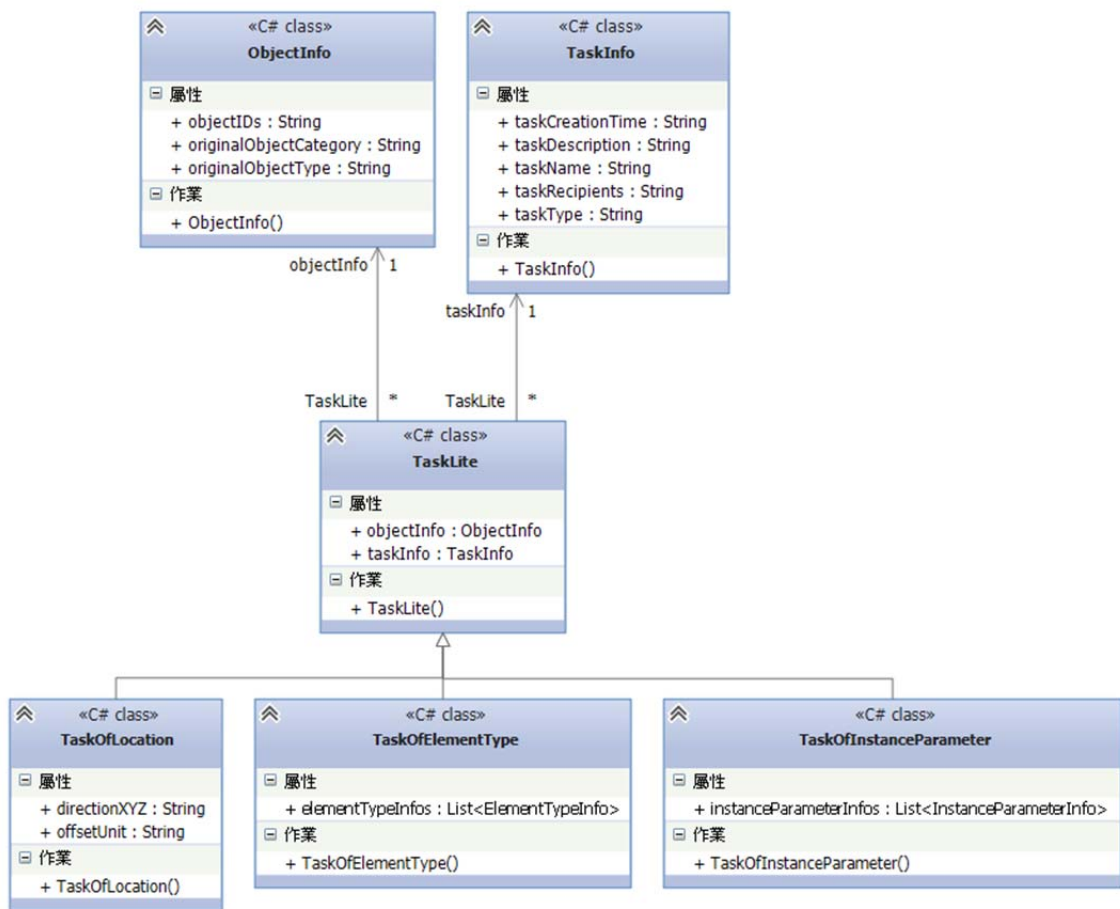 «C# class»
ObjectInfo
屬性
+ objectIDs : String
+ originalObjectCategory : String
+ originalObjectType : String
作業
+ ObjectInfo()
«C# class»
TaskInfo
屬性
+ taskCreationTime : String
+ taskDescription : String
+ taskName : String
+ taskRecipients : String
+ taskType : String
作業
+ TaskInfo()
objectInfo 1
taskInfo 1
TaskLite *
TaskLite *
«C# class»
TaskLite
屬性
+ objectInfo : ObjectInfo
+ taskInfo : TaskInfo
作業
+ TaskLite()
«C# class»
TaskOfLocation
屬性
+ directionXYZ : String
+ offsetUnit : String
作業
+ TaskOfLocation()
«C# class»
TaskOfElementType
屬性
+ elementTypeInfos : List<ElementTypeInfo>
作業
+ TaskOfElementType()
«C# class»
TaskOfInstanceParameter
屬性
+ instanceParameterInfos : List<InstanceParameterInfo>
作業
+ TaskOfInstanceParameter()